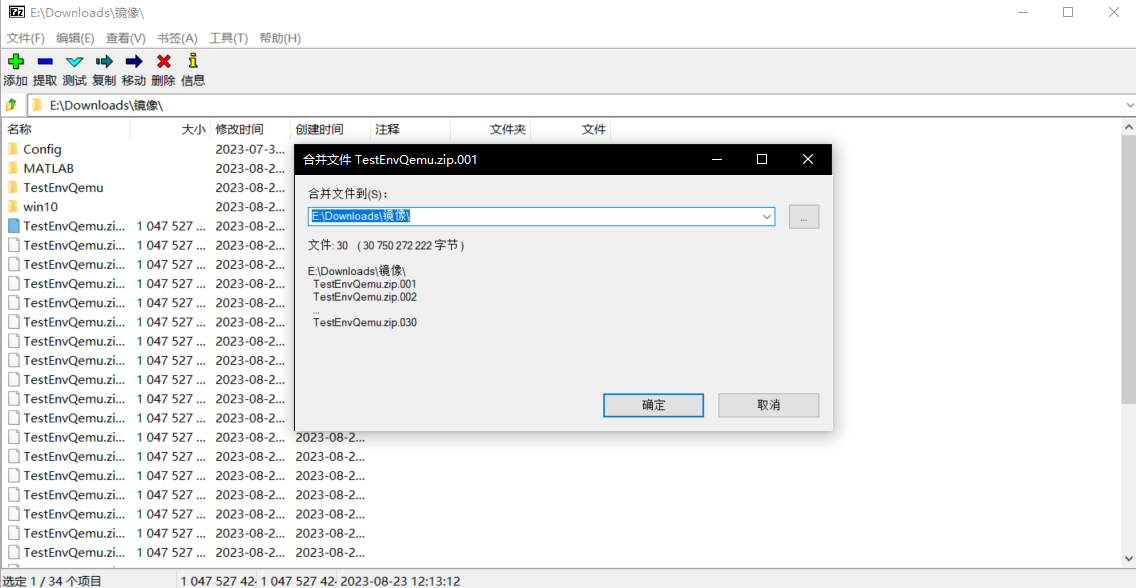 E:\Downloads\镜像\
文件(F) 编辑(E) 查看(V) 书签(A) 工具(T) 帮助(H)
添加 提取 测试 复制 移动 删除 信息
E:\Downloads\镜像\
名称 大小 修改时间 创建时间 注释 文件夹 文件
Config 2023-07-3...
MATLAB 2023-08-2...
TestEnvQemu 2023-08-2...
win10 2023-08-2...
TestEnvQemu.zi... 1 047 527 ... 2023-08-2...
TestEnvQemu.zi... 1 047 527 ... 2023-08-2...
TestEnvQemu.zi... 1 047 527 ... 2023-08-2...
TestEnvQemu.zi... 1 047 527 ... 2023-08-2...
TestEnvQemu.zi... 1 047 527 ... 2023-08-2...
TestEnvQemu.zi... 1 047 527 ... 2023-08-2...
TestEnvQemu.zi... 1 047 527 ... 2023-08-2...
TestEnvQemu.zi... 1 047 527 ... 2023-08-2...
TestEnvQemu.zi... 1 047 527 ... 2023-08-2...
TestEnvQemu.zi... 1 047 527 ... 2023-08-2...
TestEnvQemu.zi... 1 047 527 ... 2023-08-2...
TestEnvQemu.zi... 1 047 527 ... 2023-08-2... 2023-08-2...
TestEnvQemu.zi... 1 047 527 ... 2023-08-2... 2023-08-2...
TestEnvQemu.zi... 1 047 527 ... 2023-08-2... 2023-08-2...
TestEnvQemu.zi... 1 047 527 ... 2023-08-2... 2023-08-2...
TestEnvQemu.zi... 1 047 527 ... 2023-08-2... 2023-08-2...
TestEnvQemu.zi... 1 047 527 ... 2023-08-2... 2023-08-2...
TestEnvQemu.zi... 1 047 527 ... 2023-08-2... 2023-08-2...
合并文件 TestEnvQemu.zip.001
合并文件到(S)：
E:\Downloads\镜像\
...
文件: 30 ( 30 750 272 222 字节 )
E:\Downloads\镜像\
TestEnvQemu.zip.001
TestEnvQemu.zip.002
...
TestEnvQemu.zip.030
确定 取消
选定 1 / 34 个项目 1 047 527 42 1 047 527 42 2023-08-23 12:13:12